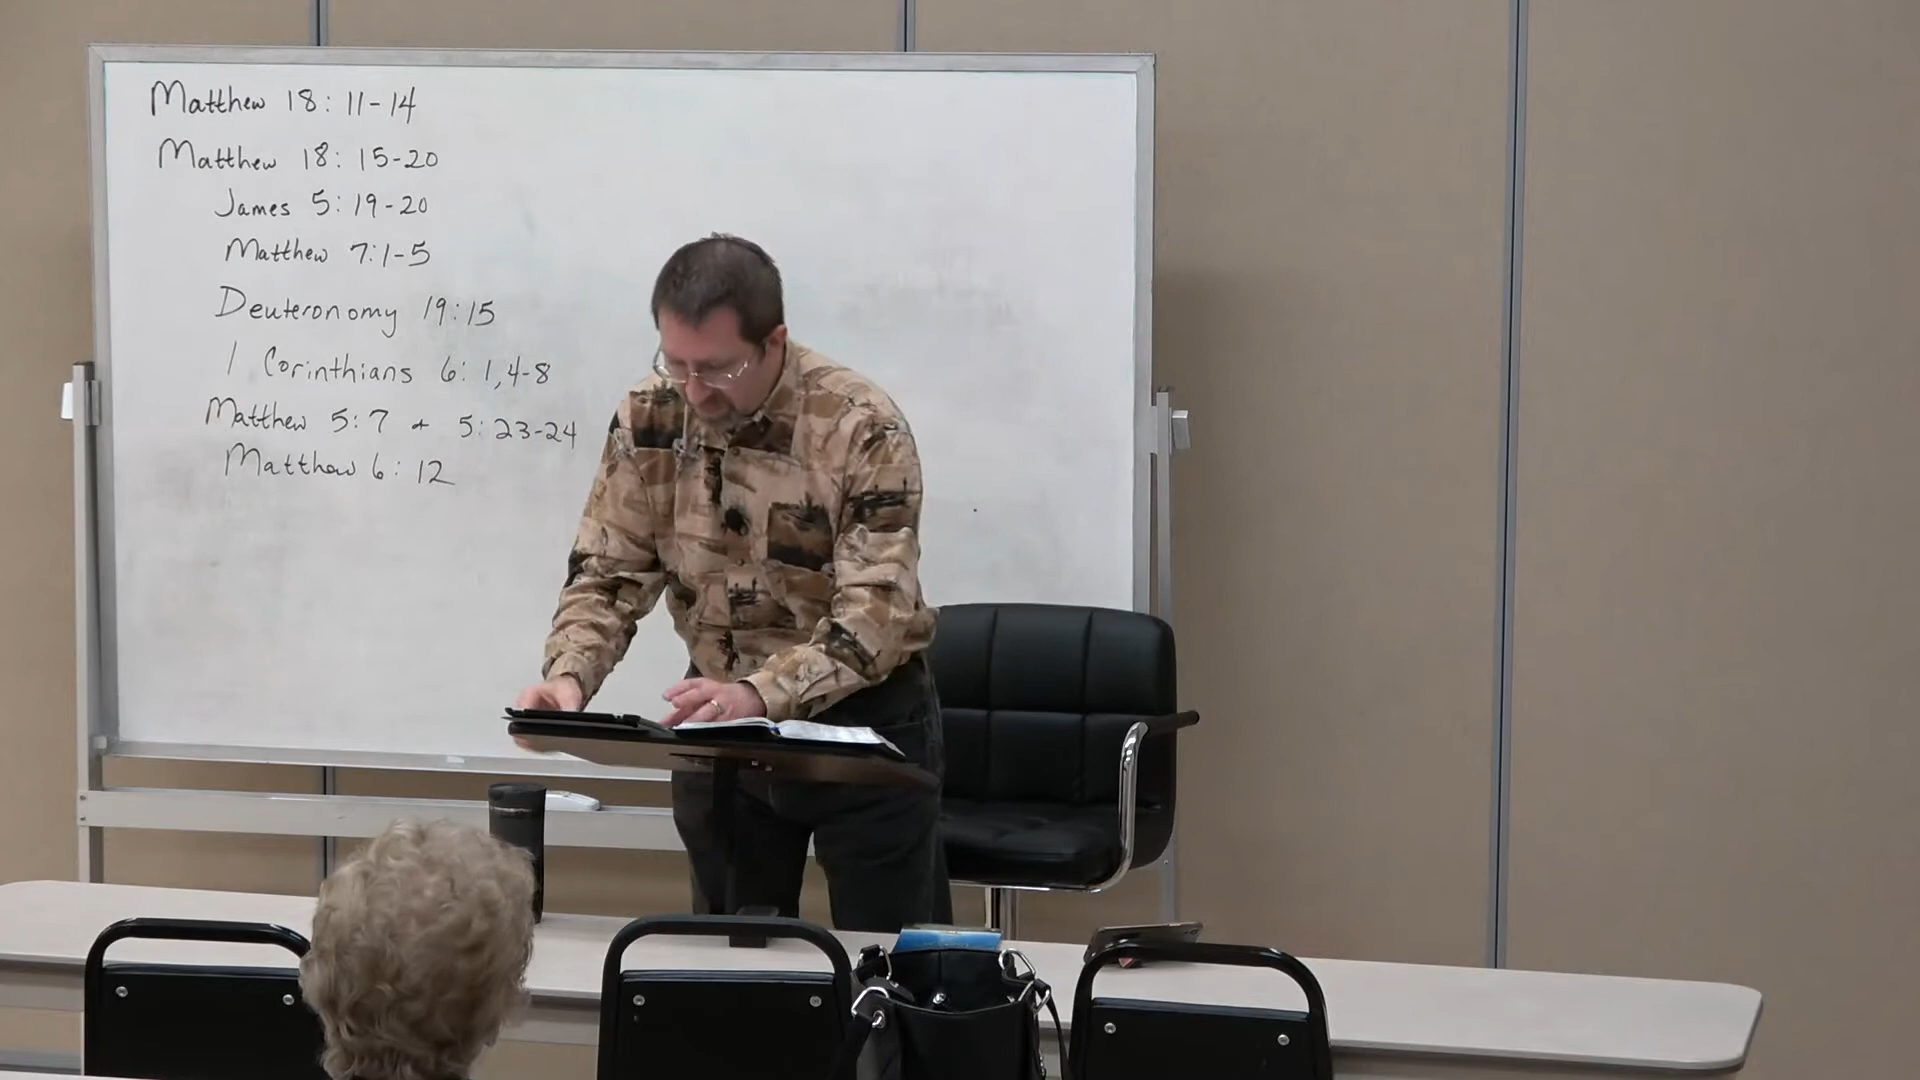 Matthew 18: 11-14
Matthew 18: 15-20
James 5: 19-20
Matthew 7:1-5
Deuteronomy 19:15
1 Corinthians 6: 1,4-8
Matthew 5:7 + 5: 23-24
Matthew 6: 12